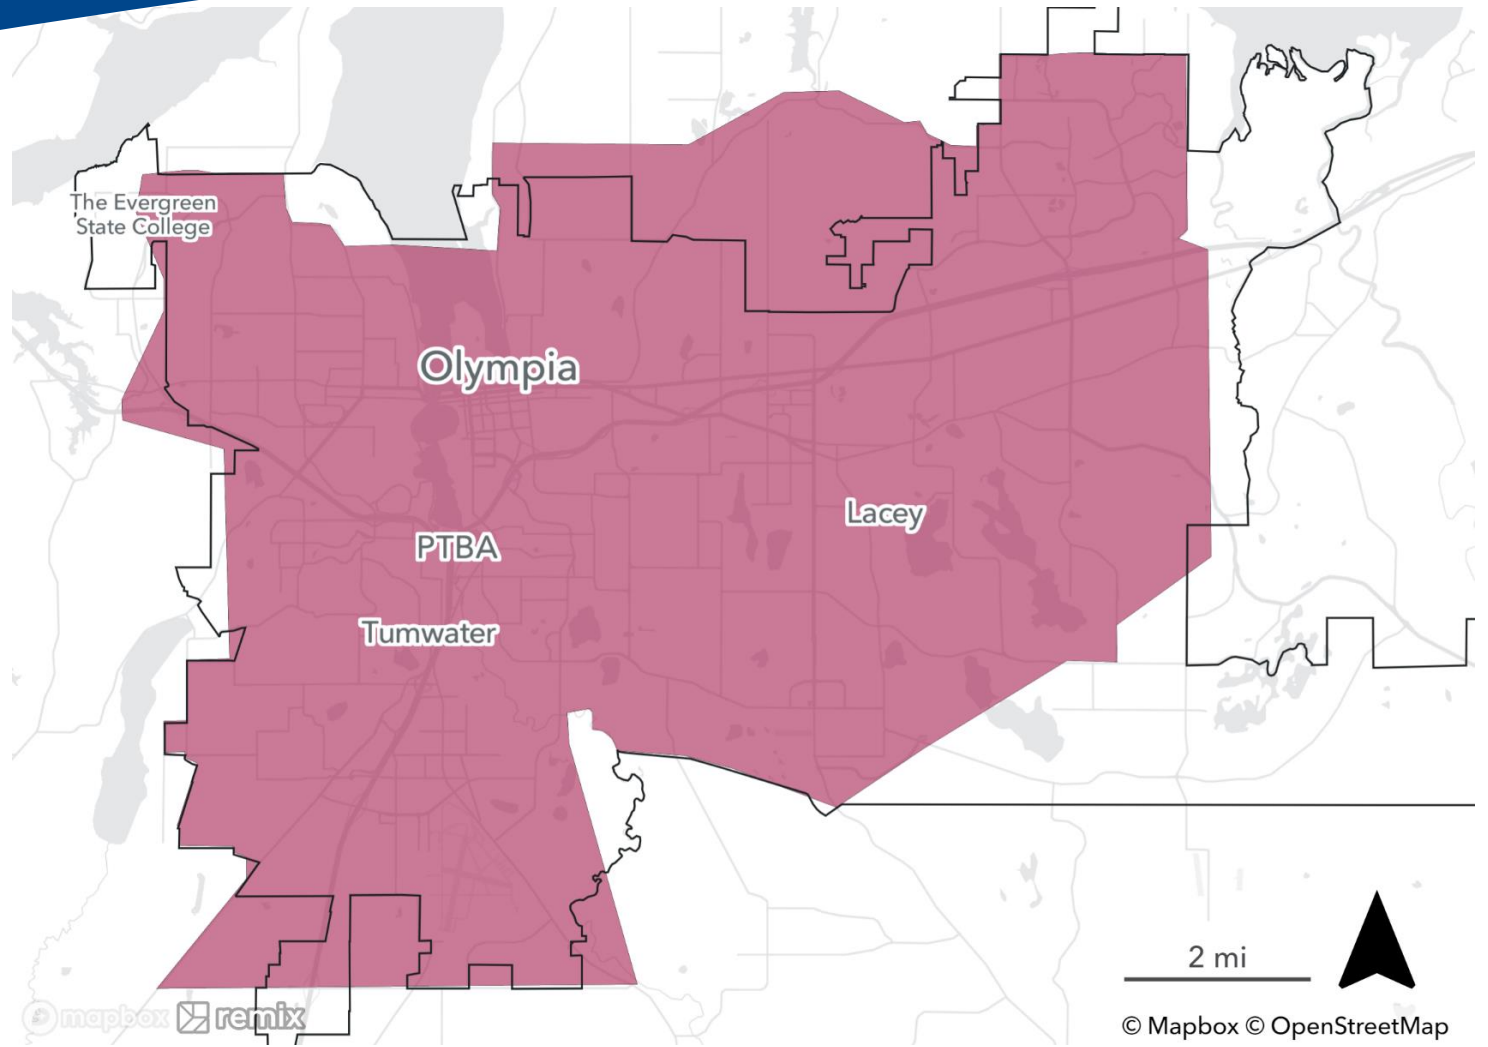 The Evergreen
State College
Olympia
Lacey
PTBA
Tumwater
2 mi
mapbox remix
© Mapbox © OpenStreetMap